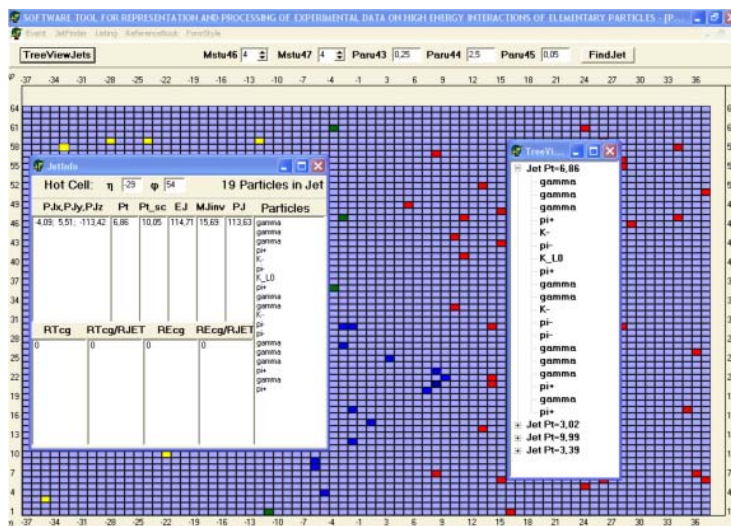 SOFTWARE TOOL FOR REPRESENTATION AND PROCESSING OF EXPERIMENTAL DATA ON HIGH ENERGY INTERACTIONS OF ELEMENTARY PARTICLES - [P...
Event JetFinder Listing ReferenceBook FormStyle
TreeViewJets Mstu46 4 Mstu47 4 Paru43 0,25 Paru44 2,5 Paru45 0,05 FindJet
φ -37 -34 -31 -28 -25 -22 -19 -16 -13 -10 -7 -4 -1 3 6 9 12 15 18 21 24 27 30 33 36
64
61
58
55
52
49
46
43
40
37
34
31
28
25
22
19
16
13
10
7
4
1
JetInfo
Hot Cell: η -29 φ 54 19 Particles in Jet
PJx,PJy,PJz Pt Pt_sc EJ MJinv PJ Particles
4,09; 5,51; -113,42 6,86 10,05 114,71 15,69 113,63
gamma
gamma
gamma
pi+
K-
pi-
K_L0
pi+
gamma
gamma
K-
pi-
pi-
gamma
gamma
gamma
pi+
gamma
pi+
RTcg RTcg/RJET REcg REcg/RJET
0 0 0 0
TreeVi...
Jet Pt=6,86
gamma
gamma
gamma
pi+
K-
pi-
K_L0
pi+
gamma
gamma
K-
pi-
pi-
gamma
gamma
gamma
pi+
gamma
pi+
Jet Pt=3,02
Jet Pt=9,99
Jet Pt=3,39
-37 -34 -31 -28 -25 -22 -19 -16 -13 -10 -7 -4 -1 3 6 9 12 15 18 21 24 27 30 33 36